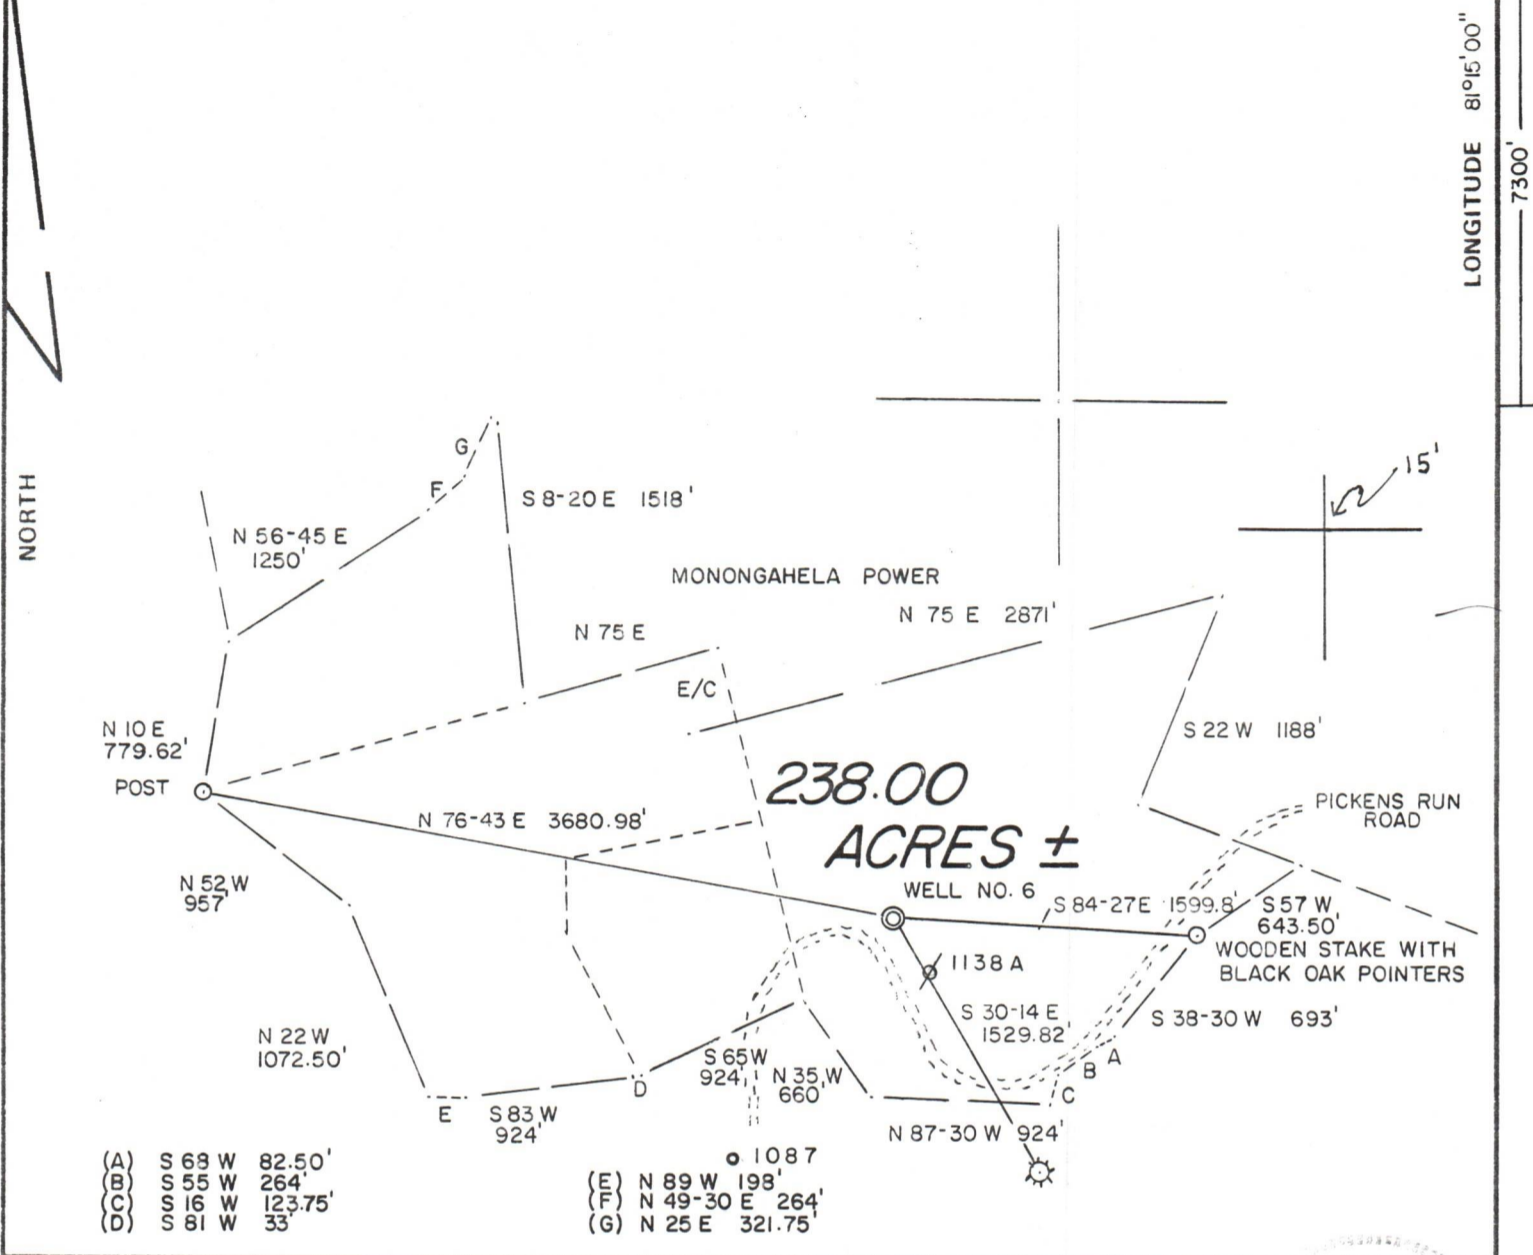 LONGITUDE 81°15'00"
7300'
NORTH
15'
G
F
S 8-20 E 1518'
N 56-45 E
1250'
MONONGAHELA POWER
N 75 E 2871'
N 75 E
E/C
N 10 E
779.62'
POST
S 22 W 1188'
238.00
ACRES ±
PICKENS RUN
ROAD
N 76-43 E 3680.98'
WELL NO. 6
N 52 W
957'
S 84-27E 1599.8'
S 57 W
643.50'
WOODEN STAKE WITH
BLACK OAK POINTERS
1138 A
S 30-14 E
1529.82'
S 38-30 W 693'
N 22 W
1072.50'
A
B
C
S 65 W
924'
N 35 W
660'
D
E
S 83 W
924'
N 87-30 W 924'
1087
(A) S 68 W 82.50'
(B) S 55 W 264'
(C) S 16 W 123.75'
(D) S 81 W 33'
(E) N 89 W 198'
(F) N 49-30 E 264'
(G) N 25 E 321.75'